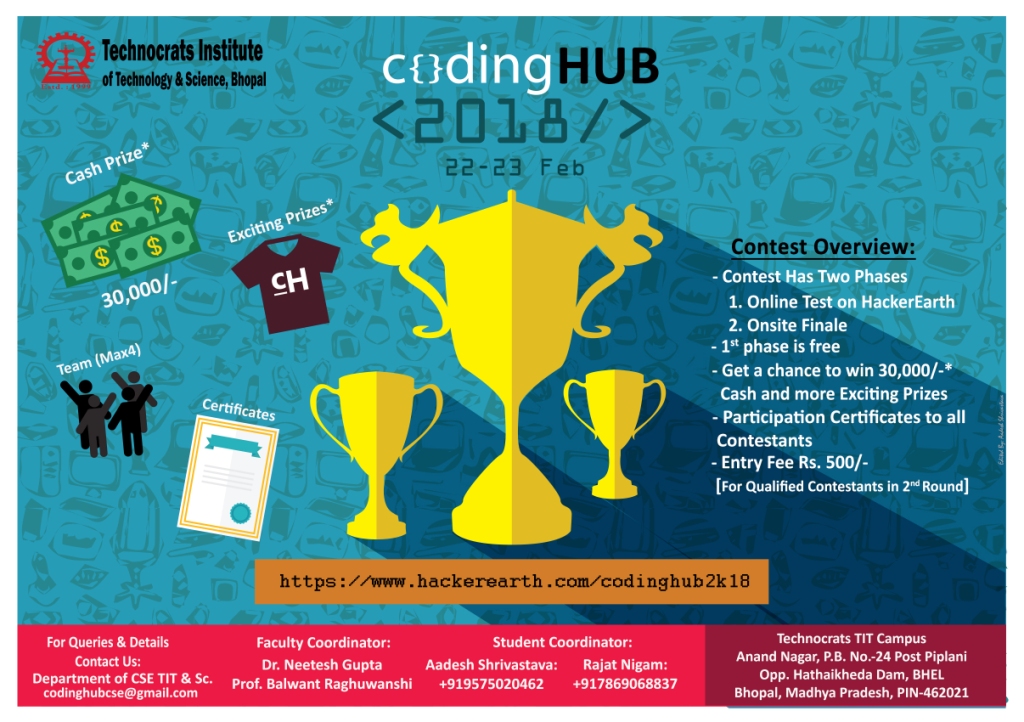 Technocrats Institute
of Technology & Science, Bhopal
c{}dingHUB
<2018/>
22-23 Feb
Cash Prize*
30,000/-
Exciting Prizes*
cH
Team (Max4)
Certificates
Contest Overview:
- Contest Has Two Phases
1. Online Test on HackerEarth
2. Onsite Finale
- 1st phase is free
- Get a chance to win 30,000/-*
Cash and more Exciting Prizes
- Participation Certificates to all
Contestants
- Entry Fee Rs. 500/-
[For Qualified Contestants in 2nd Round]
https://www.hackerearth.com/codinghub2k18
For Queries & Details
Contact Us:
Department of CSE TIT & Sc.
codinghubcse@gmail.com
Faculty Coordinator:
Dr. Neetesh Gupta
Prof. Balwant Raghuwanshi
Student Coordinator:
Aadesh Shrivastava:
+919575020462
Rajat Nigam:
+917869068837
Technocrats TIT Campus
Anand Nagar, P.B. No.-24 Post Piplani
Opp. Hathaikheda Dam, BHEL
Bhopal, Madhya Pradesh, PIN-462021